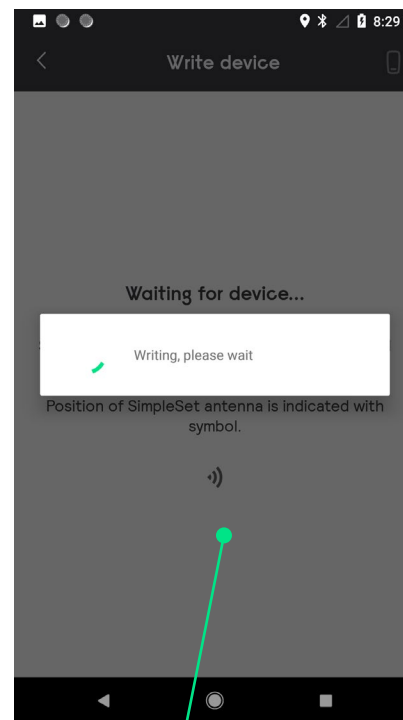 8:29
Write device
Waiting for device...
Writing, please wait
Position of SimpleSet antenna is indicated with
symbol.